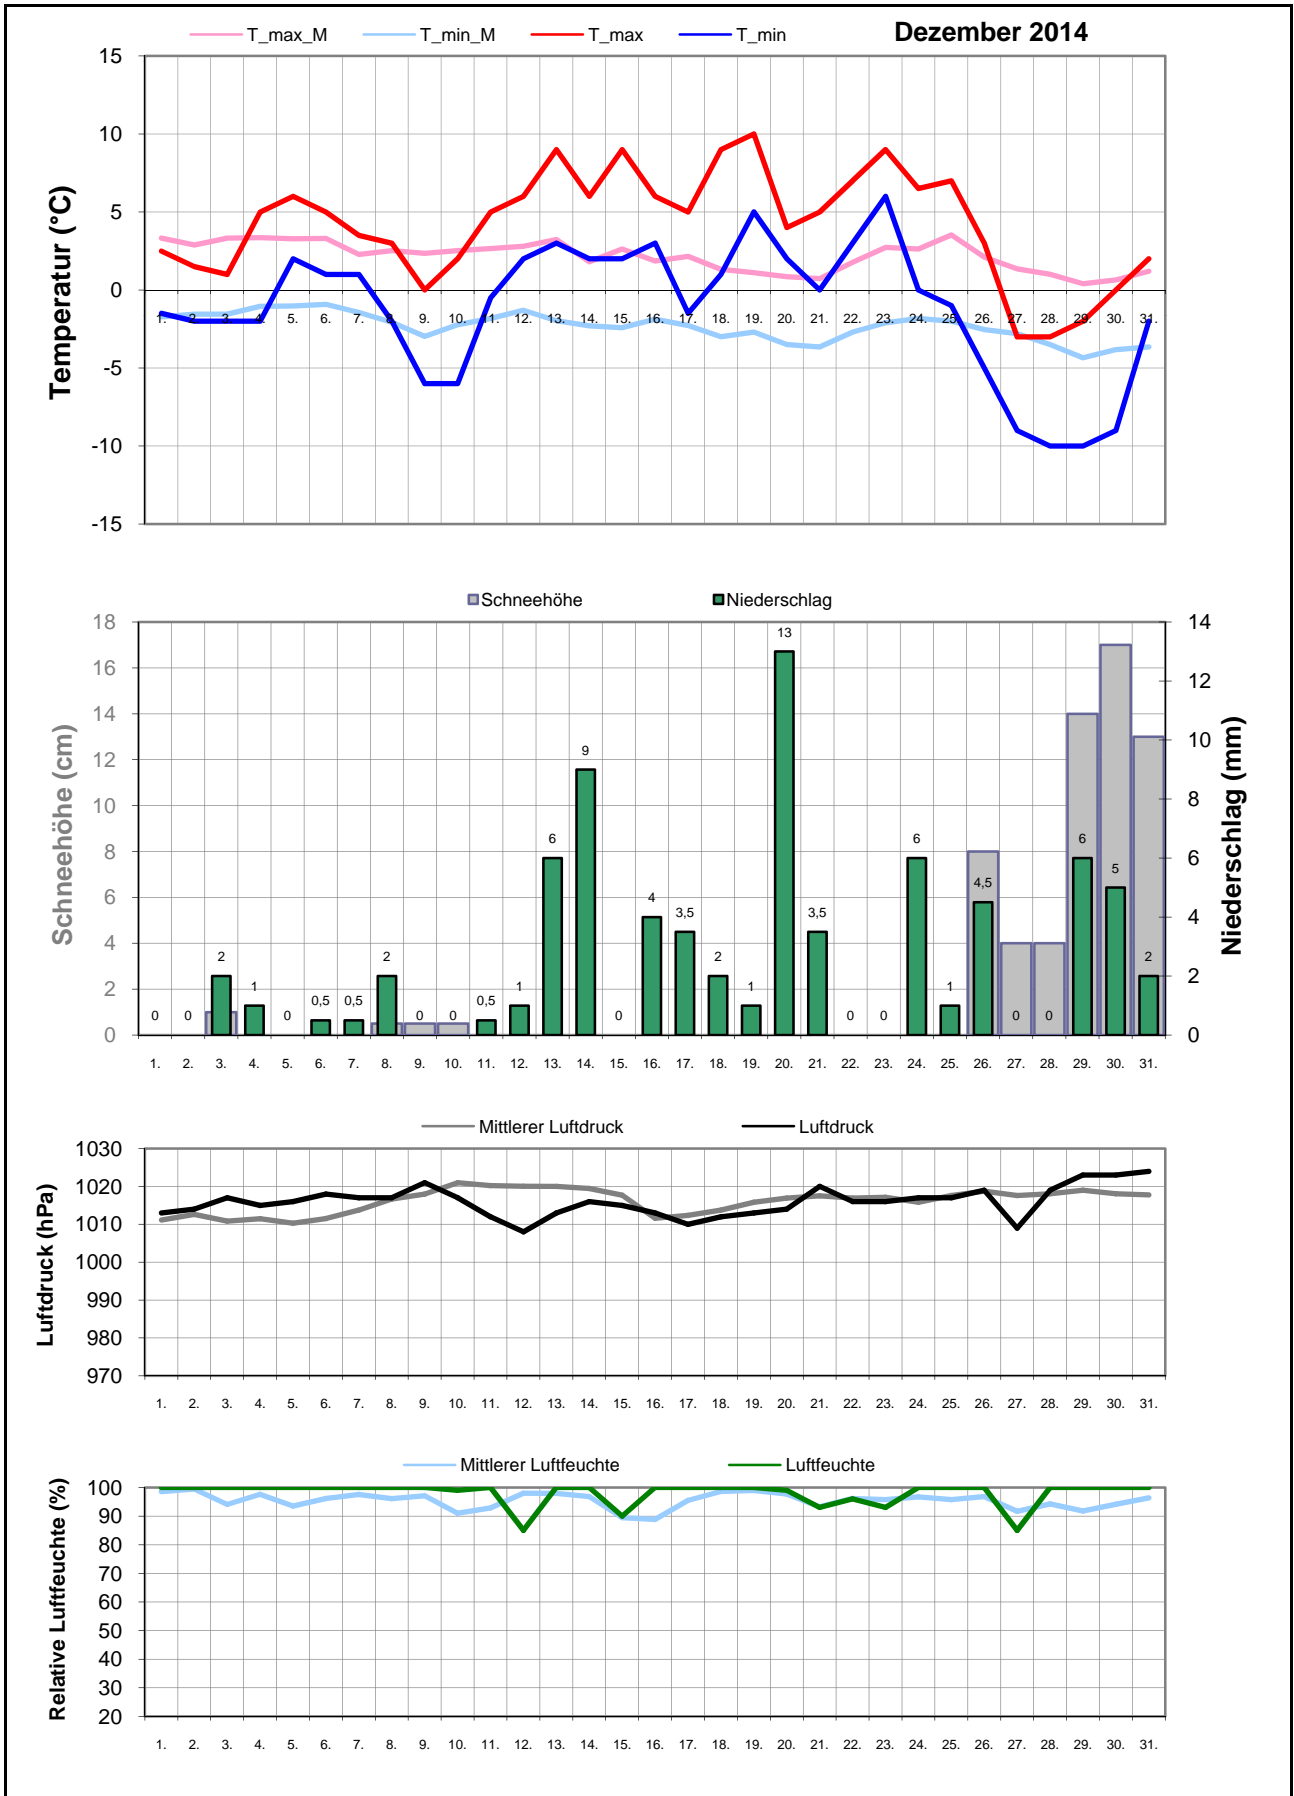 T_max_M T_min_M T_max T_min Dezember 2014
Temperatur (°C)
15
10
5
0
-5
-10
-15
1. 2. 3. 4. 5. 6. 7. 8. 9. 10. 11. 12. 13. 14. 15. 16. 17. 18. 19. 20. 21. 22. 23. 24. 25. 26. 27. 28. 29. 30. 31.
Schneehöhe Niederschlag
Schneehöhe (cm)
18
16
14
12
10
8
6
4
2
0
0 0 2 1 0 0,5 0,5 2 0 0 0,5 1 6 9 0 4 3,5 2 1 13 3,5 0 0 6 1 4,5 0 0 6 5 2
Niederschlag (mm)
14
12
10
8
6
4
2
0
1. 2. 3. 4. 5. 6. 7. 8. 9. 10. 11. 12. 13. 14. 15. 16. 17. 18. 19. 20. 21. 22. 23. 24. 25. 26. 27. 28. 29. 30. 31.
Mittlerer Luftdruck Luftdruck
Luftdruck (hPa)
1030
1020
1010
1000
990
980
970
1. 2. 3. 4. 5. 6. 7. 8. 9. 10. 11. 12. 13. 14. 15. 16. 17. 18. 19. 20. 21. 22. 23. 24. 25. 26. 27. 28. 29. 30. 31.
Mittlerer Luftfeuchte Luftfeuchte
Relative Luftfeuchte (%)
100
90
80
70
60
50
40
30
20
1. 2. 3. 4. 5. 6. 7. 8. 9. 10. 11. 12. 13. 14. 15. 16. 17. 18. 19. 20. 21. 22. 23. 24. 25. 26. 27. 28. 29. 30. 31.